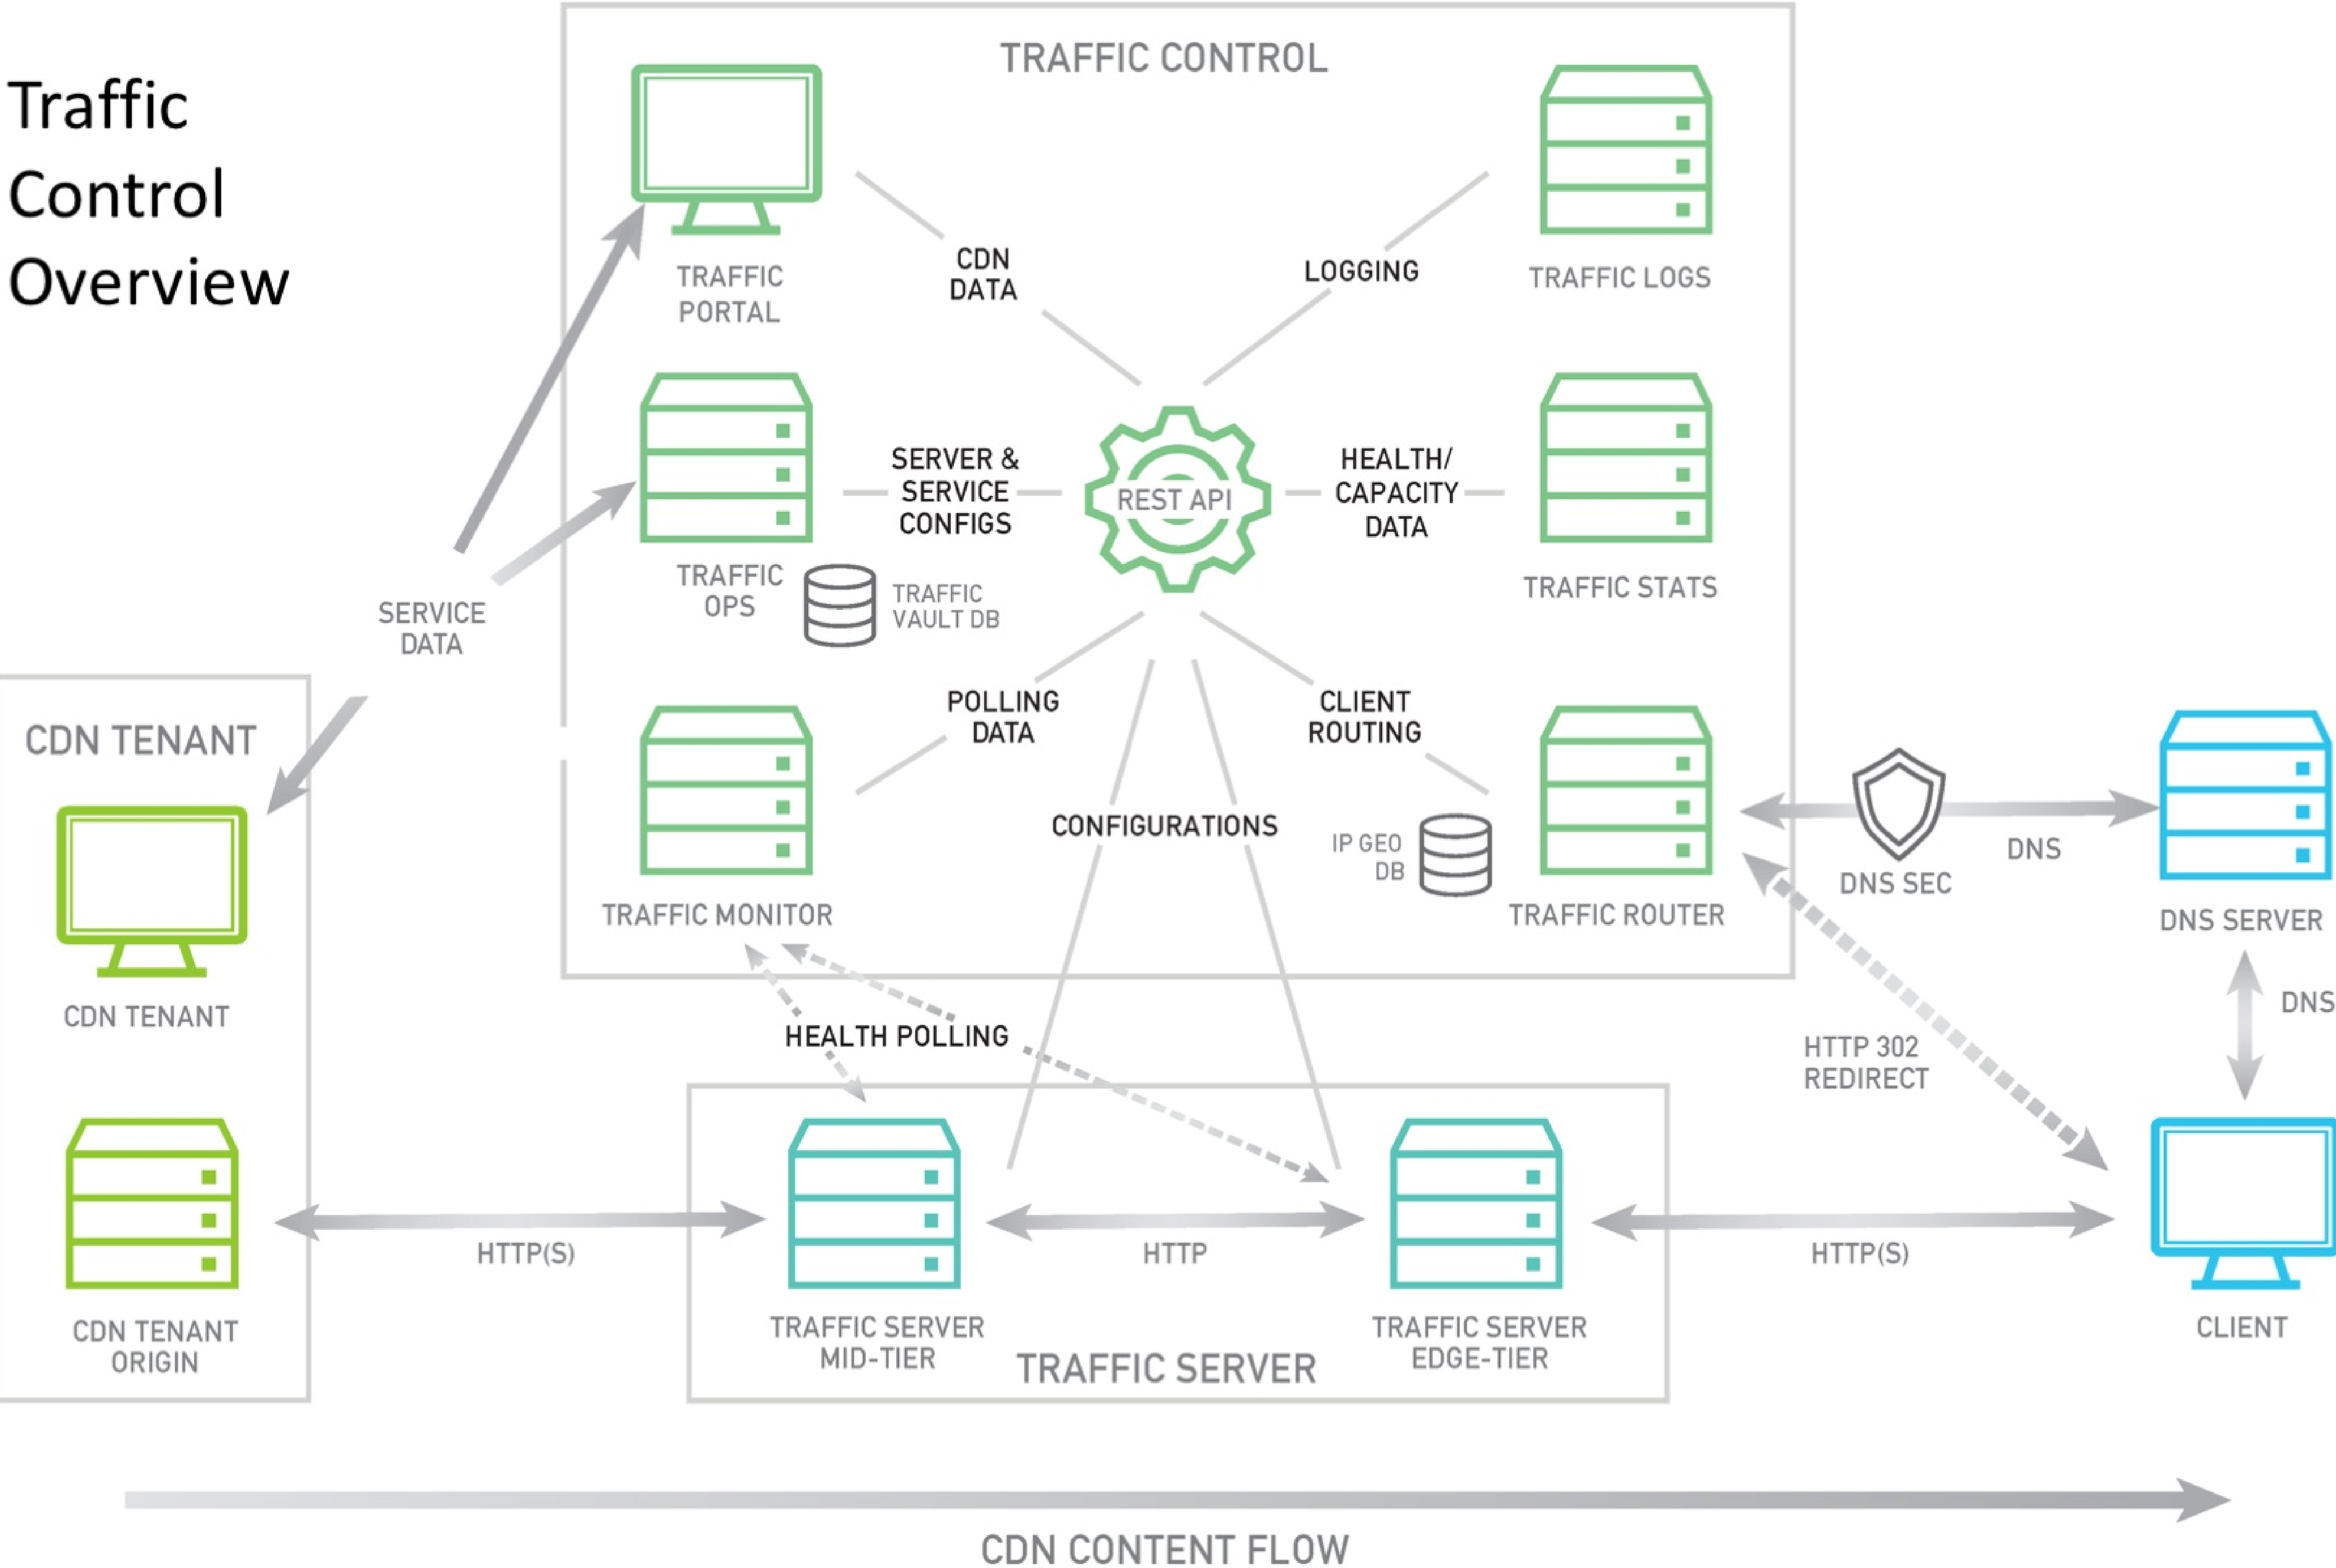 Traffic
Control
Overview
TRAFFIC CONTROL
TRAFFIC
PORTAL
CDN
DATA
LOGGING
TRAFFIC LOGS
SERVER &
SERVICE
CONFIGS
REST API
HEALTH/
CAPACITY
DATA
TRAFFIC
OPS
TRAFFIC
VAULT DB
TRAFFIC STATS
SERVICE
DATA
POLLING
DATA
CLIENT
ROUTING
CONFIGURATIONS
IP GEO
DB
TRAFFIC MONITOR
TRAFFIC ROUTER
DNS SEC
DNS
DNS SERVER
DNS
CDN TENANT
CDN TENANT
HEALTH POLLING
HTTP 302
REDIRECT
HTTP(S)
HTTP
HTTP(S)
CDN TENANT
ORIGIN
TRAFFIC SERVER
MID-TIER
TRAFFIC SERVER
TRAFFIC SERVER
EDGE-TIER
CLIENT
CDN CONTENT FLOW